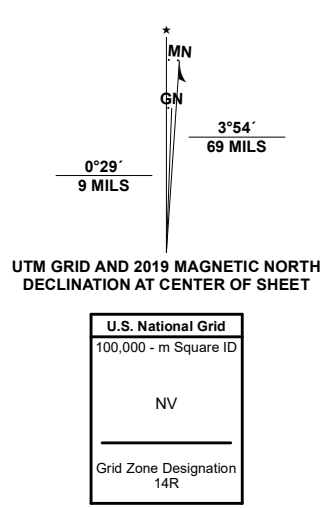 ★
MN
GN
3°54´
69 MILS
0°29´
9 MILS
UTM GRID AND 2019 MAGNETIC NORTH
DECLINATION AT CENTER OF SHEET
U.S. National Grid
100,000 - m Square ID
NV
Grid Zone Designation
14R